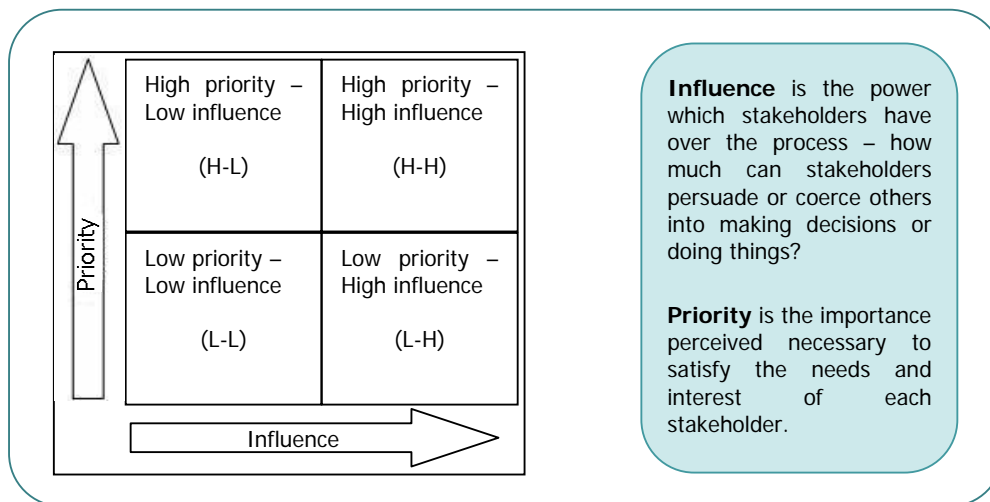 High priority –
Low influence
(H-L)
High priority –
High influence
(H-H)
Low priority –
Low influence
(L-L)
Low priority –
High influence
(L-H)
Priority
Influence
Influence is the power
which stakeholders have
over the process – how
much can stakeholders
persuade or coerce others
into making decisions or
doing things?
Priority is the importance
perceived necessary to
satisfy the needs and
interest of each
stakeholder.